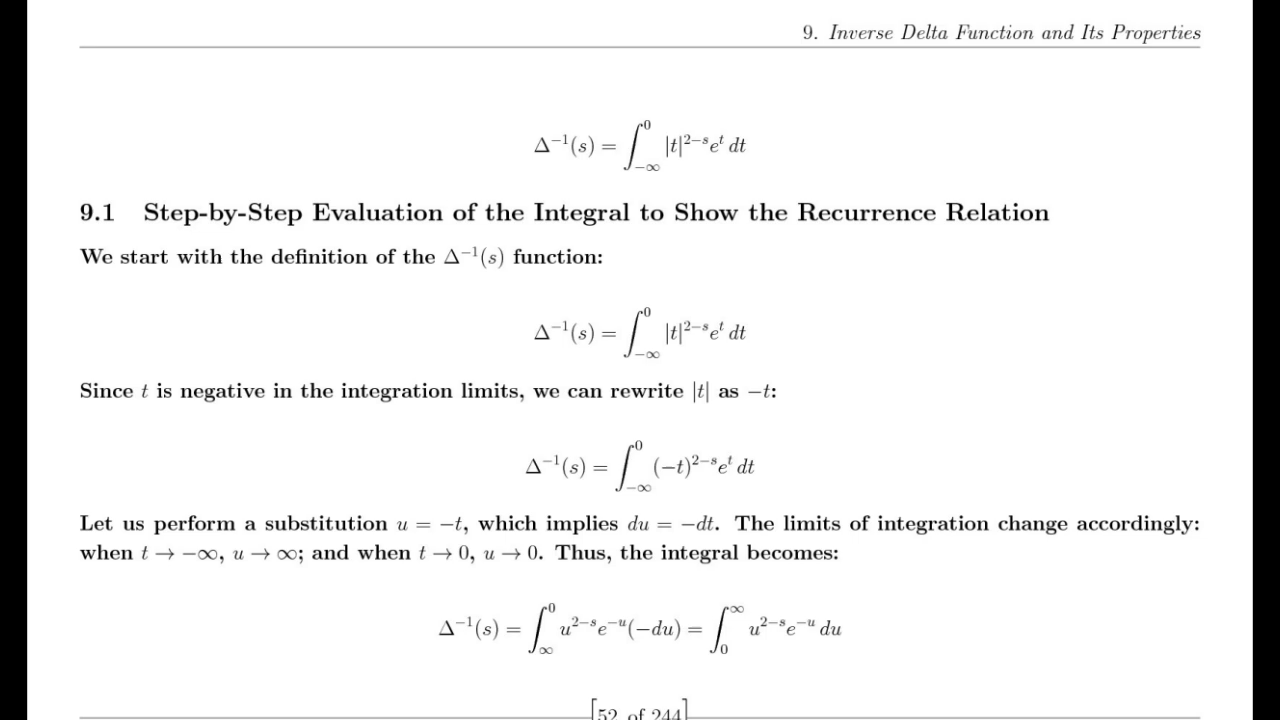 9. Inverse Delta Function and Its Properties
Δ⁻¹(s) = ∫_{−∞}^{0} |t|^{2−s} e^{t} dt
9.1 Step-by-Step Evaluation of the Integral to Show the Recurrence Relation
We start with the definition of the Δ⁻¹(s) function:
Δ⁻¹(s) = ∫_{−∞}^{0} |t|^{2−s} e^{t} dt
Since t is negative in the integration limits, we can rewrite |t| as −t:
Δ⁻¹(s) = ∫_{−∞}^{0} (−t)^{2−s} e^{t} dt
Let us perform a substitution u = −t, which implies du = −dt. The limits of integration change accordingly:
when t → −∞, u → ∞; and when t → 0, u → 0. Thus, the integral becomes:
Δ⁻¹(s) = ∫_{∞}^{0} u^{2−s} e^{−u} (−du) = ∫_{0}^{∞} u^{2−s} e^{−u} du
[52 of 244]